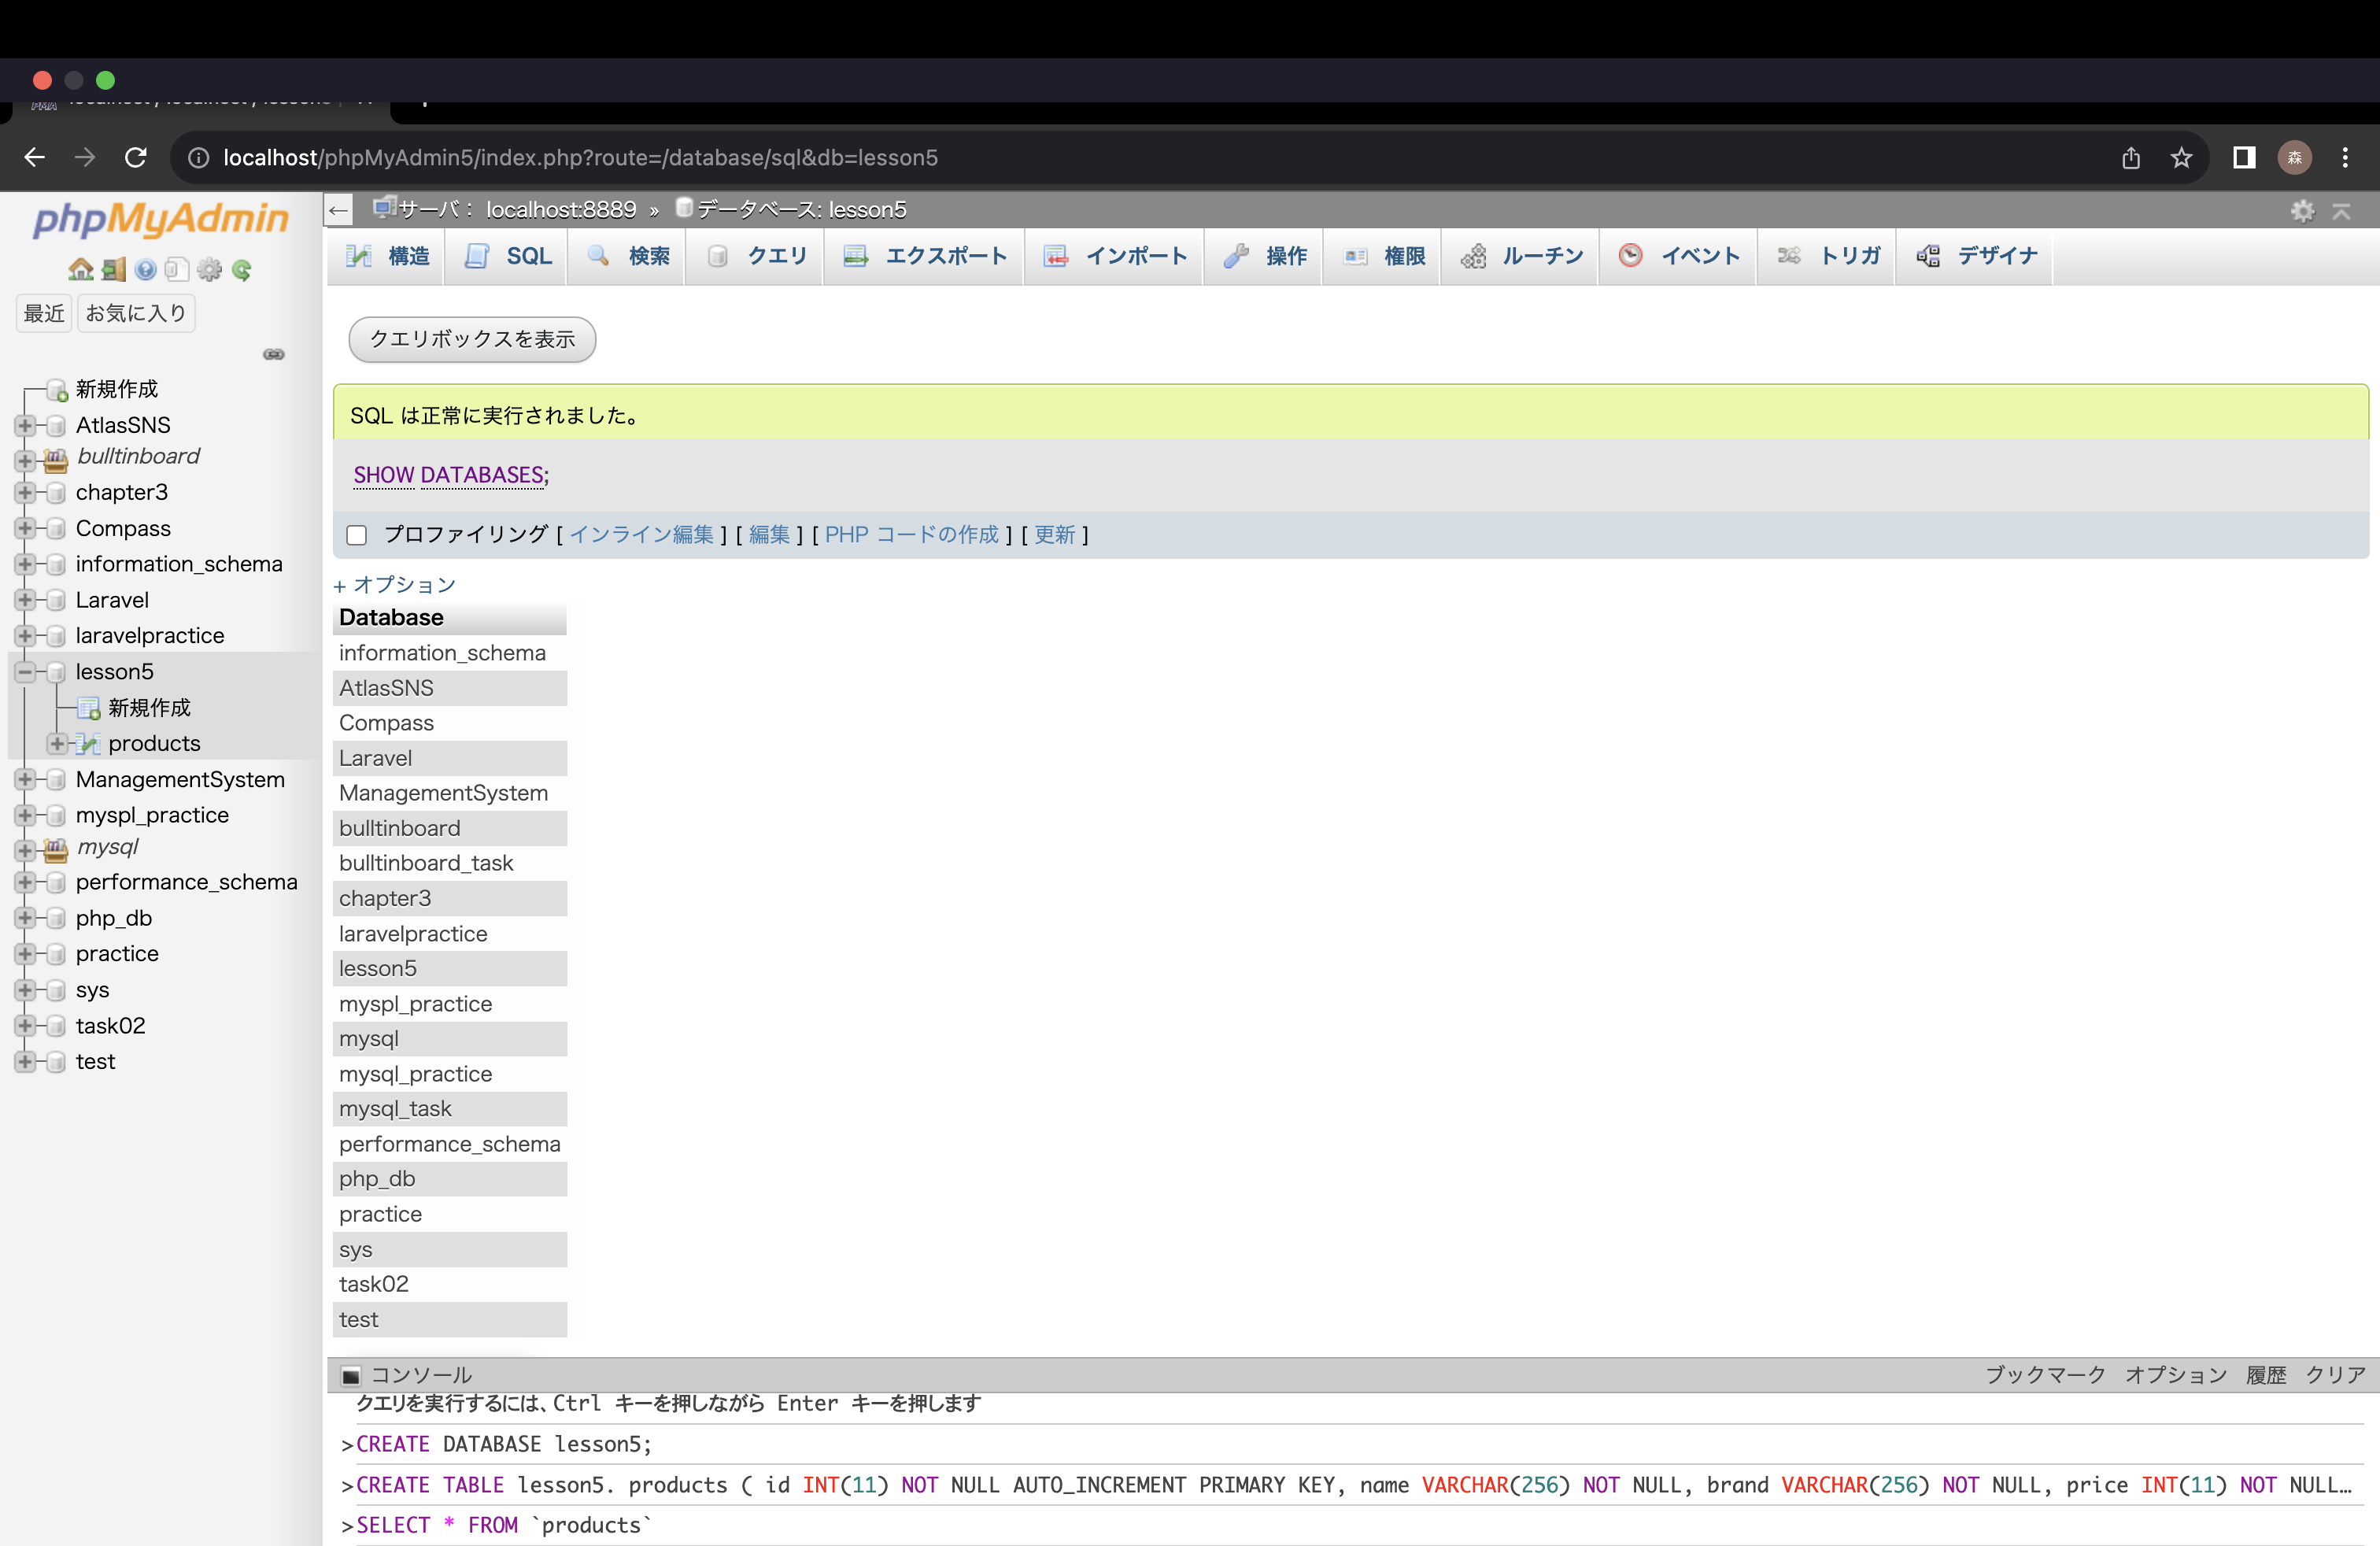 localhost/phpMyAdmin5/index.php?route=/database/sql&db=lesson5
森
phpMyAdmin
最近 お気に入り
新規作成
AtlasSNS
bulltinboard
chapter3
Compass
information_schema
Laravel
laravelpractice
lesson5
新規作成
products
ManagementSystem
myspl_practice
mysql
performance_schema
php_db
practice
sys
task02
test
サーバ： localhost:8889 » データベース: lesson5
構造 SQL 検索 クエリ エクスポート インポート 操作 権限 ルーチン イベント トリガ デザイナ
クエリボックスを表示
SQL は正常に実行されました。
SHOW DATABASES;
プロファイリング [ インライン編集 ] [ 編集 ] [ PHP コードの作成 ] [ 更新 ]
+ オプション
Database
information_schema
AtlasSNS
Compass
Laravel
ManagementSystem
bulltinboard
bulltinboard_task
chapter3
laravelpractice
lesson5
myspl_practice
mysql
mysql_practice
mysql_task
performance_schema
php_db
practice
sys
task02
test
コンソール ブックマーク オプション 履歴 クリア
クエリを実行するには、Ctrl キーを押しながら Enter キーを押します
>CREATE DATABASE lesson5;
>CREATE TABLE lesson5. products ( id INT(11) NOT NULL AUTO_INCREMENT PRIMARY KEY, name VARCHAR(256) NOT NULL, brand VARCHAR(256) NOT NULL, price INT(11) NOT NULL…
>SELECT * FROM `products`